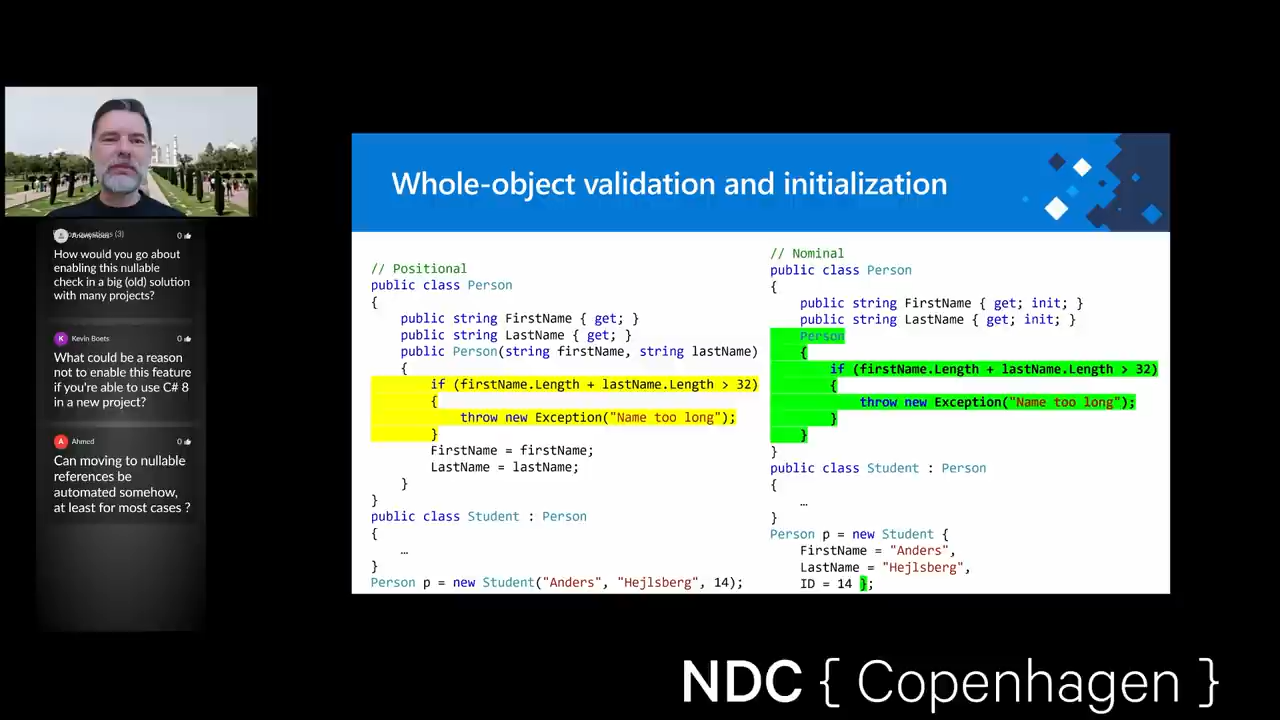 Whole-object validation and initialization
(3)
Anonymous
0
How would you go about
enabling this nullable
check in a big (old) solution
with many projects?
K
Kevin Boets
0
What could be a reason
not to enable this feature
if you're able to use C# 8
in a new project?
A
Ahmed
0
Can moving to nullable
references be
automated somehow,
at least for most cases ?
// Positional
public class Person
{
public string FirstName { get; }
public string LastName { get; }
public Person(string firstName, string lastName)
{
if (firstName.Length + lastName.Length > 32)
{
throw new Exception("Name too long");
}
FirstName = firstName;
LastName = lastName;
}
}
public class Student : Person
{
…
}
Person p = new Student("Anders", "Hejlsberg", 14);
// Nominal
public class Person
{
public string FirstName { get; init; }
public string LastName { get; init; }
Person
{
if (firstName.Length + lastName.Length > 32)
{
throw new Exception("Name too long");
}
}
}
public class Student : Person
{
…
}
Person p = new Student {
FirstName = "Anders",
LastName = "Hejlsberg",
ID = 14 };
NDC { Copenhagen }